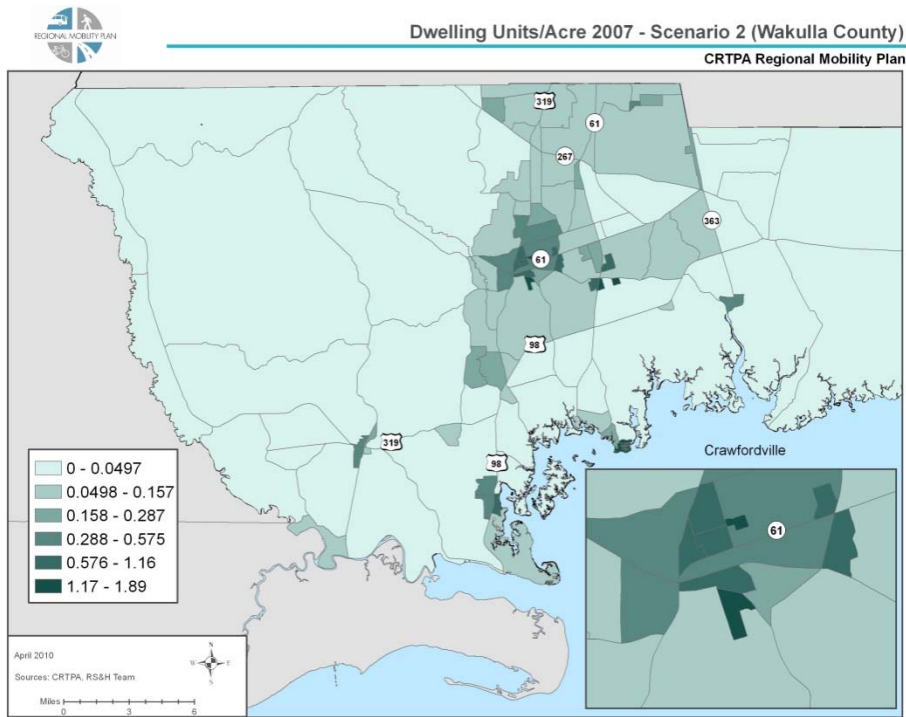 REGIONAL MOBILITY PLAN
Dwelling Units/Acre 2007 - Scenario 2 (Wakulla County)
CRTPA Regional Mobility Plan
319
61
267
363
61
98
319
98
Crawfordville
61
0 - 0.0497
0.0498 - 0.157
0.158 - 0.287
0.288 - 0.575
0.576 - 1.16
1.17 - 1.89
April 2010
Sources: CRTPA, RS&H Team
N
W E
S
Miles
0 3 6